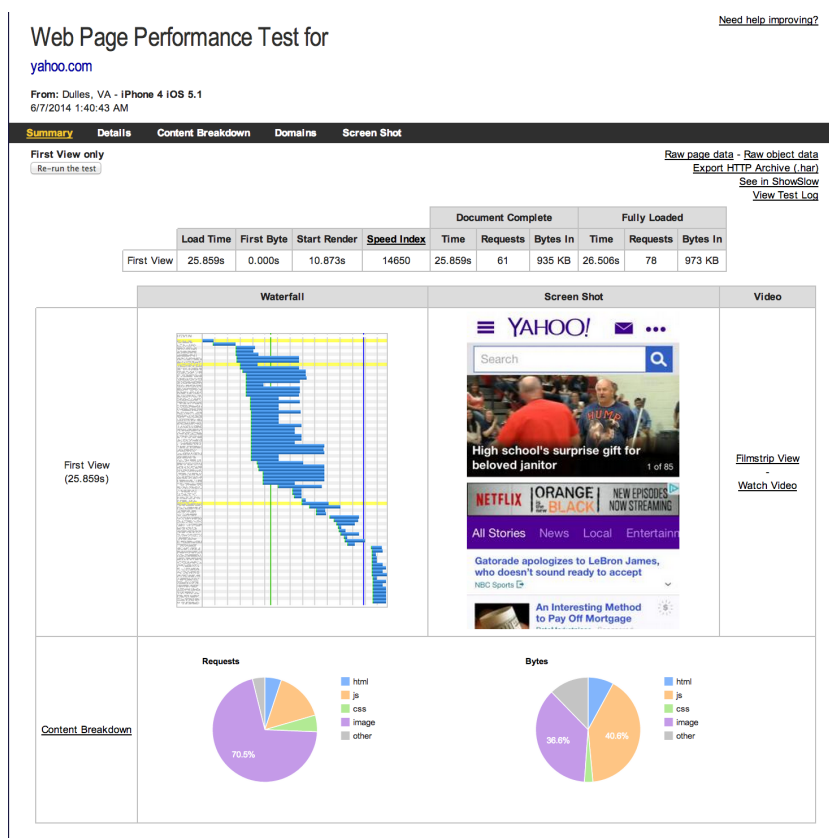 Need help improving?
Web Page Performance Test for
yahoo.com
From: Dulles, VA - iPhone 4 iOS 5.1
6/7/2014 1:40:43 AM
Summary Details Content Breakdown Domains Screen Shot
First View only
Re-run the test
Raw page data - Raw object data
Export HTTP Archive (.har)
See in ShowSlow
View Test Log
Document Complete Fully Loaded
Load Time First Byte Start Render Speed Index Time Requests Bytes In Time Requests Bytes In
First View 25.859s 0.000s 10.873s 14650 25.859s 61 935 KB 26.506s 78 973 KB
Waterfall Screen Shot Video
First View
(25.859s)
YAHOO!
Search
HUMP
High school's surprise gift for
beloved janitor 1 of 85
NETFLIX ORANGE IS THE NEW BLACK NEW EPISODES NOW STREAMING
All Stories News Local Entertainn
Gatorade apologizes to LeBron James,
who doesn't sound ready to accept
NBC Sports
An Interesting Method
to Pay Off Mortgage
Filmstrip View
-
Watch Video
Content Breakdown
Requests
html
js
css
image
other
70.5%
Bytes
html
js
css
image
other
36.6%
40.6%